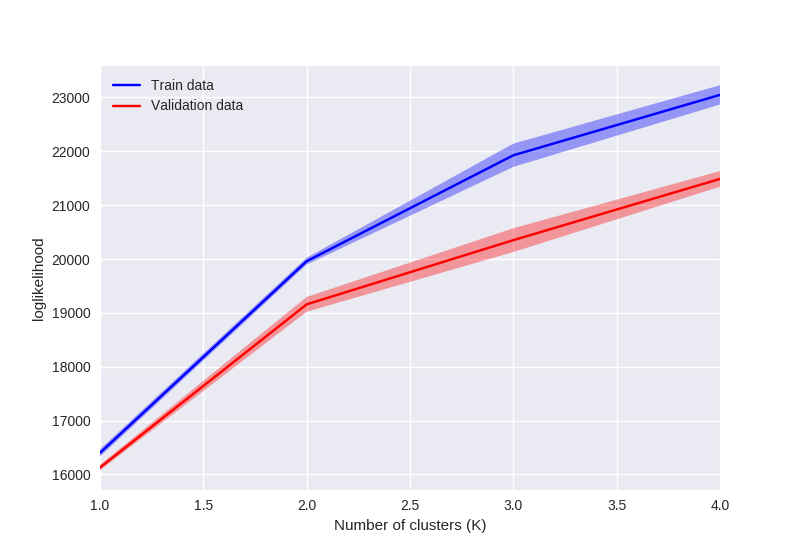 Train data
Validation data
23000
22000
21000
20000
19000
18000
17000
16000
loglikelihood
1.0 1.5 2.0 2.5 3.0 3.5 4.0
Number of clusters (K)